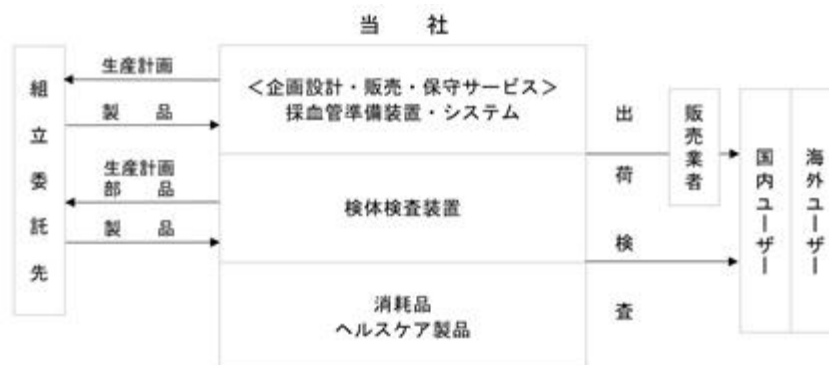 当　社
組立委託先
生産計画
製　品
生産計画
部　品
製　品
＜企画設計・販売・保守サービス＞
採血管準備装置・システム
検体検査装置
消耗品
ヘルスケア製品
出荷検査
販売業者
国内ユーザー
海外ユーザー